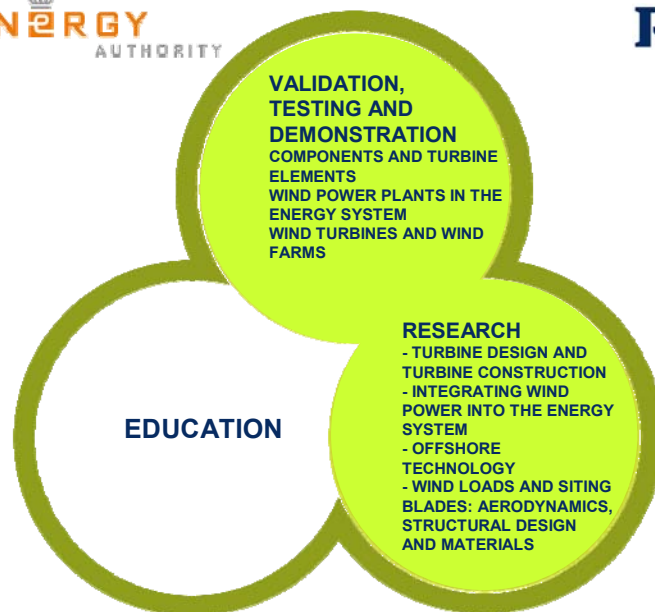 NERGY
AUTHORITY
VALIDATION,
TESTING AND
DEMONSTRATION
COMPONENTS AND TURBINE
ELEMENTS
WIND POWER PLANTS IN THE
ENERGY SYSTEM
WIND TURBINES AND WIND
FARMS
RESEARCH
- TURBINE DESIGN AND
TURBINE CONSTRUCTION
- INTEGRATING WIND
POWER INTO THE ENERGY
SYSTEM
- OFFSHORE
TECHNOLOGY
- WIND LOADS AND SITING
BLADES: AERODYNAMICS,
STRUCTURAL DESIGN
AND MATERIALS
EDUCATION